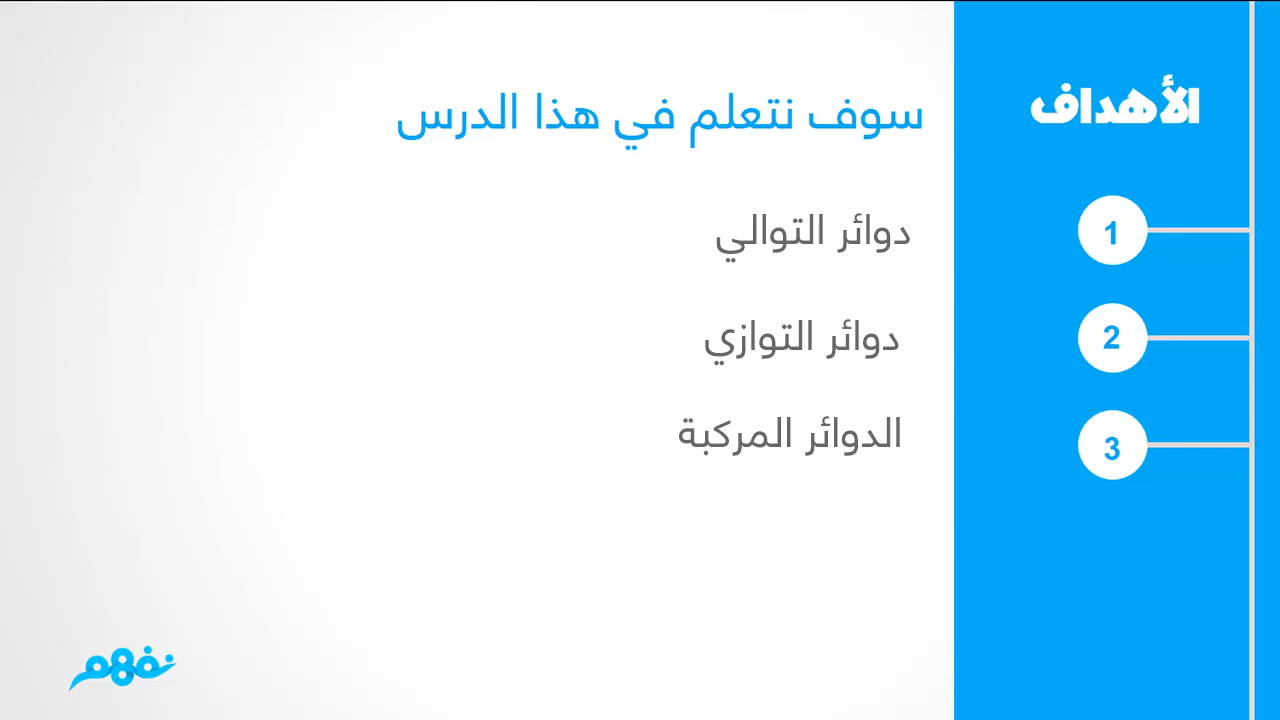 الأهداف
سوف نتعلم في هذا الدرس
1
دوائر التوالي
2
دوائر التوازي
3
الدوائر المركبة
نفهم